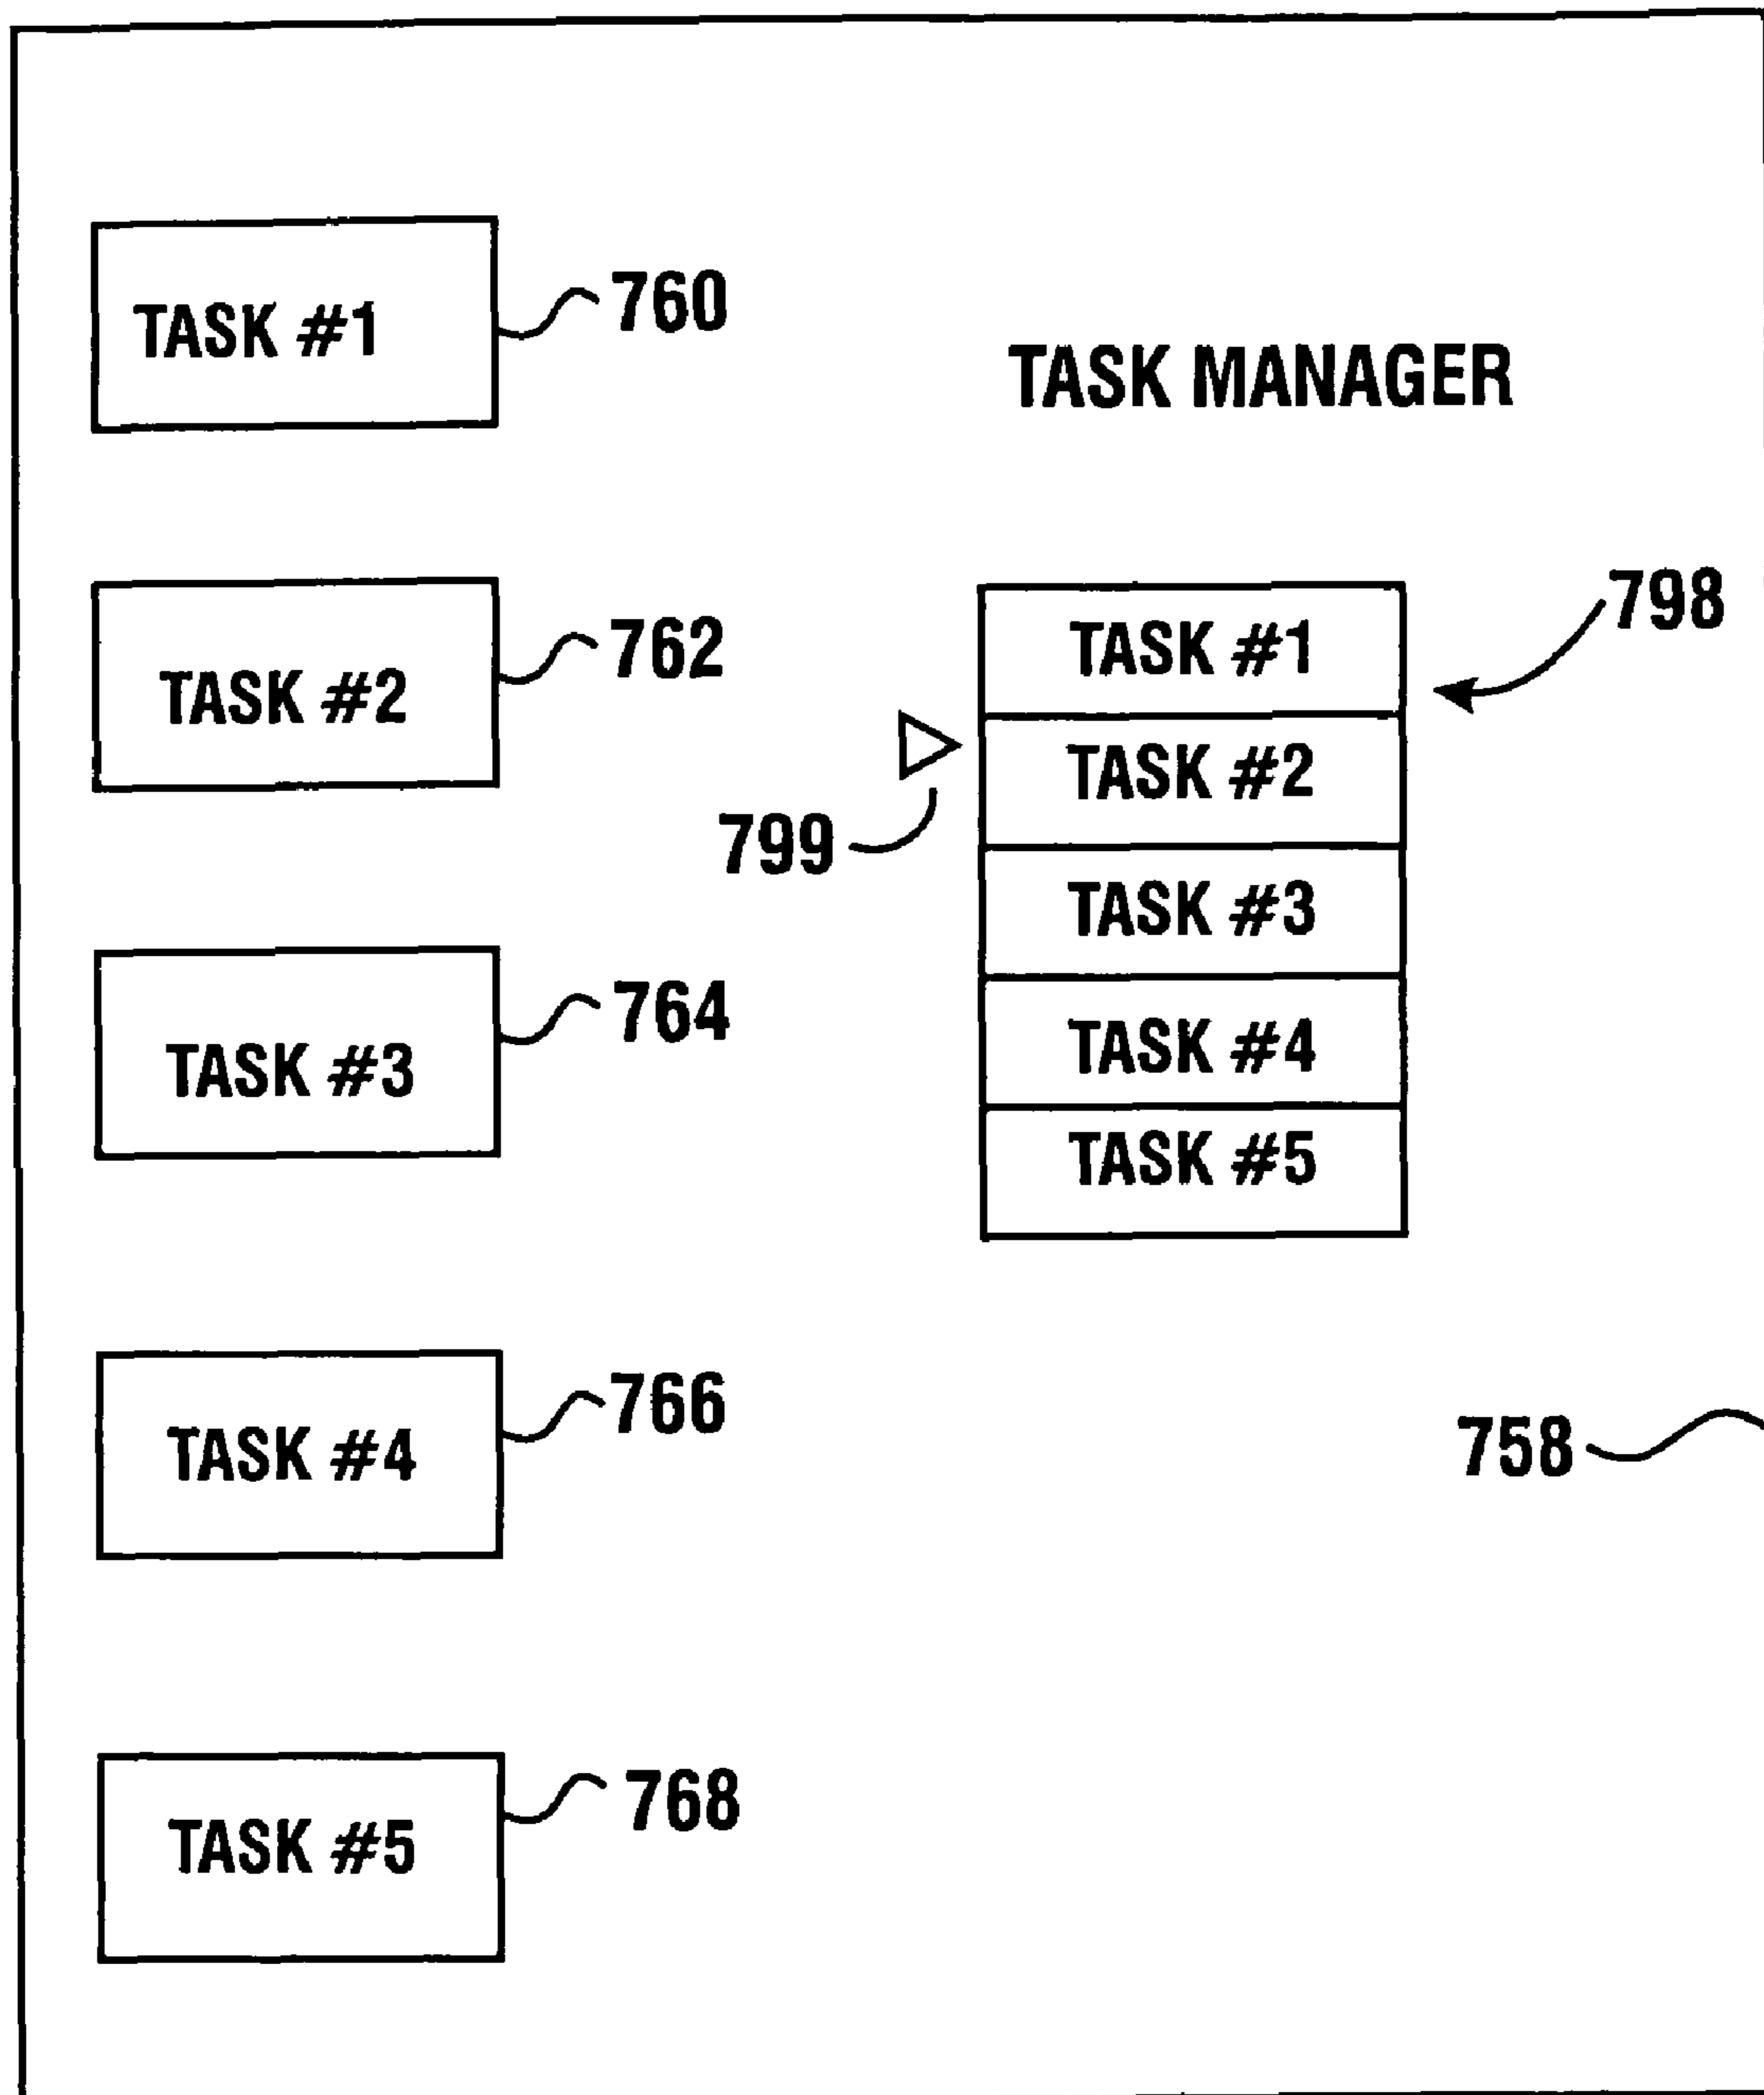 TASK #1
760
TASK MANAGER
TASK #2
762
798
TASK #1
TASK #2
TASK #3
TASK #4
TASK #5
799
TASK #3
764
TASK #4
766
758
TASK #5
768